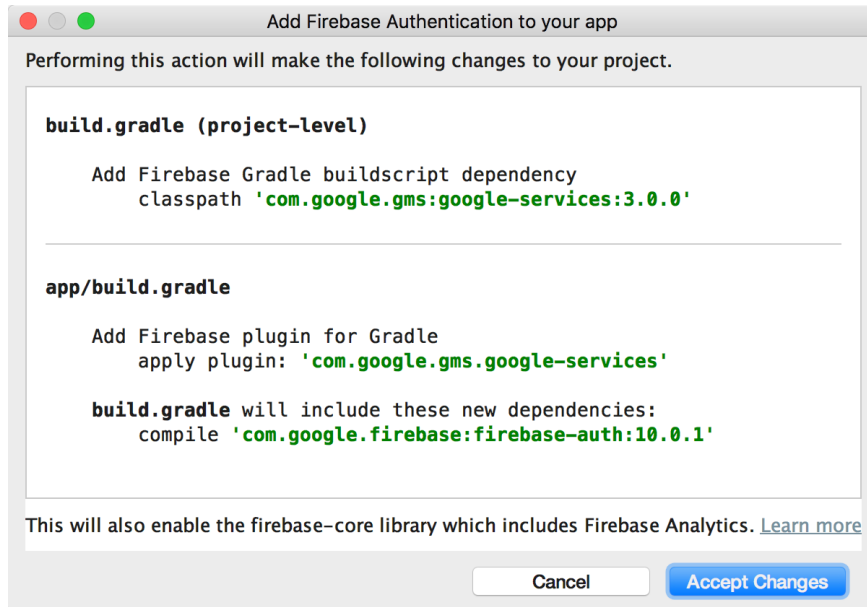 Add Firebase Authentication to your app
Performing this action will make the following changes to your project.
build.gradle (project-level)
Add Firebase Gradle buildscript dependency
classpath 'com.google.gms:google-services:3.0.0'
app/build.gradle
Add Firebase plugin for Gradle
apply plugin: 'com.google.gms.google-services'
build.gradle will include these new dependencies:
compile 'com.google.firebase:firebase-auth:10.0.1'
This will also enable the firebase-core library which includes Firebase Analytics. Learn more
Cancel Accept Changes